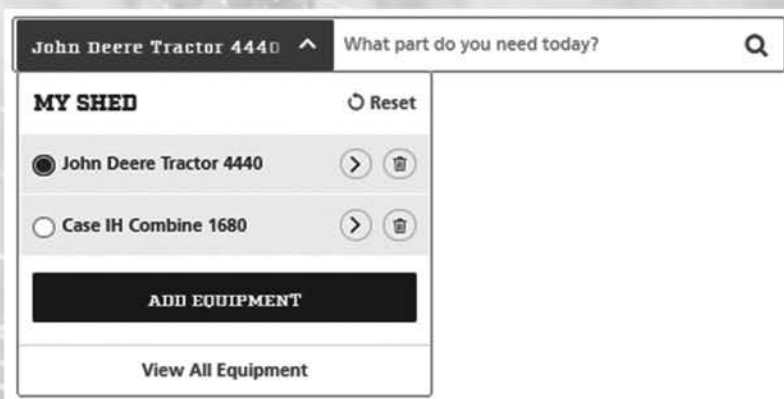 John Deere Tractor 4440
What part do you need today?
MY SHED
Reset
John Deere Tractor 4440
Case IH Combine 1680
ADD EQUIPMENT
View All Equipment